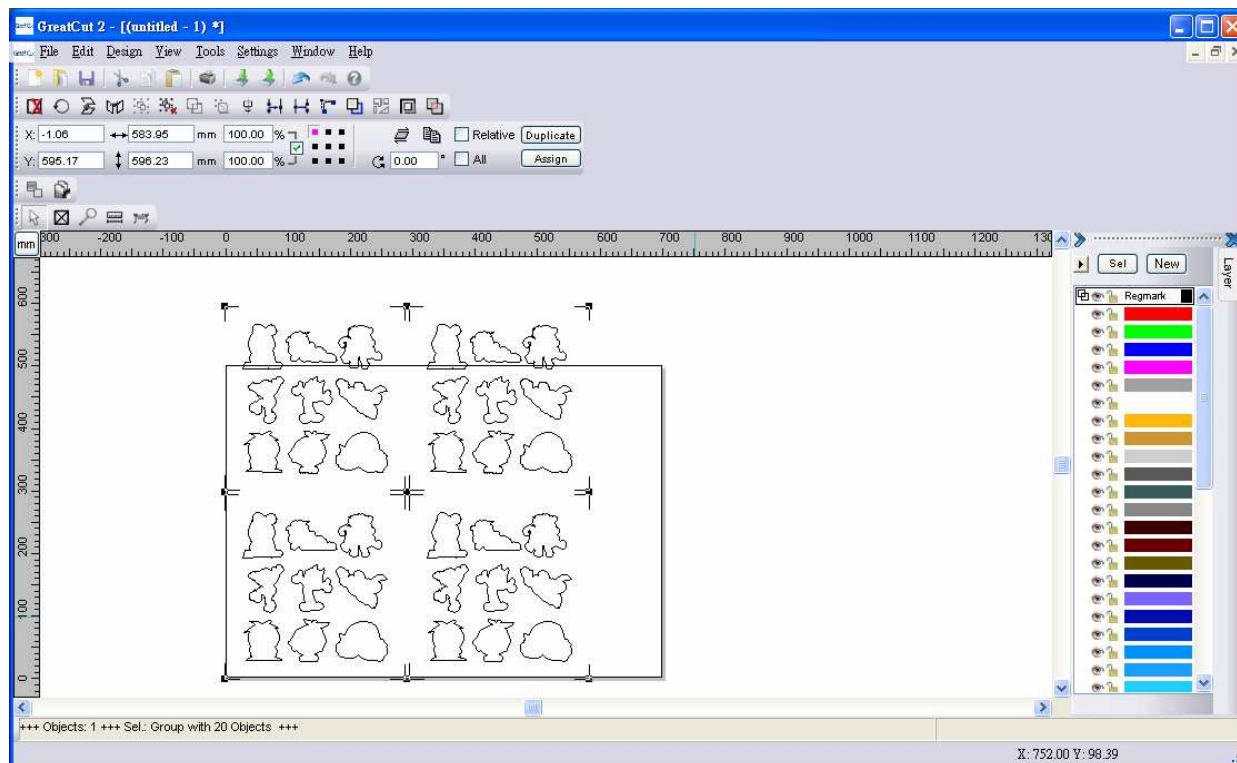 GreatCut 2 - [(untitled - 1) *]
File Edit Design View Tools Settings Window Help
X: -1.06 583.95 mm 100.00 % Relative Duplicate
Y: 595.17 596.23 mm 100.00 % 0.00 ° All Assign
mm 300 -200 -100 0 100 200 300 400 500 600 700 800 900 1000 1100 1200 130
Sel New
Layer
Regmark
600
500
400
300
200
100
0
+++ Objects: 1 +++ Sel.: Group with 20 Objects +++
X: 752.00 Y: 98.39